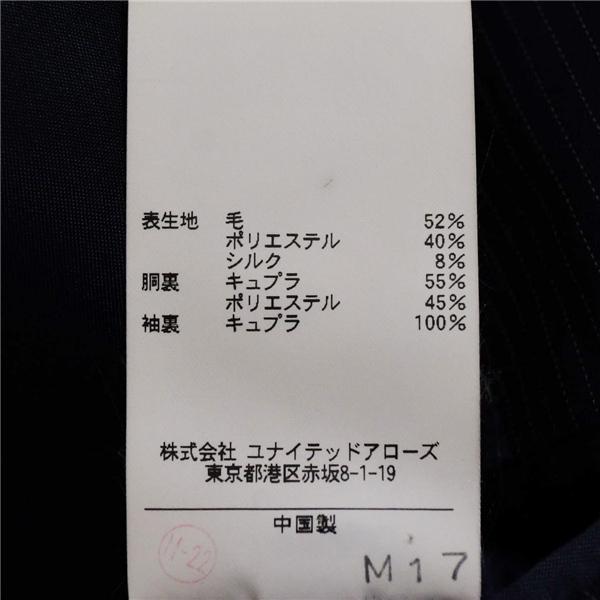 表生地 毛 52%
ポリエステル 40%
シルク 8%
胴裏 キュプラ 55%
ポリエステル 45%
袖裏 キュプラ 100%
株式会社 ユナイテッドアローズ
東京都港区赤坂8-1-19
中国製
M-22
M17